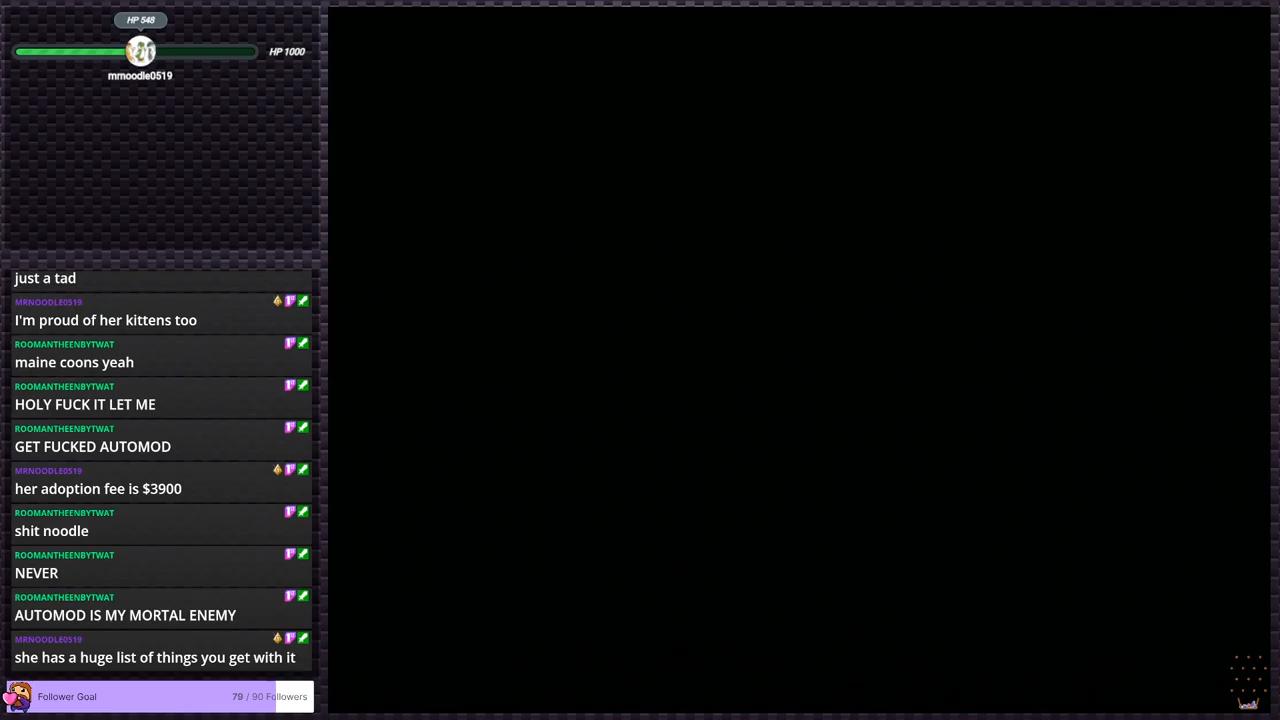 HP 548
HP 1000
mrnoodle0519
just a tad
MRNOODLE0519
I'm proud of her kittens too
ROOMANTHEENBYTWAT
maine coons yeah
ROOMANTHEENBYTWAT
HOLY FUCK IT LET ME
ROOMANTHEENBYTWAT
GET FUCKED AUTOMOD
MRNOODLE0519
her adoption fee is $3900
ROOMANTHEENBYTWAT
shit noodle
ROOMANTHEENBYTWAT
NEVER
ROOMANTHEENBYTWAT
AUTOMOD IS MY MORTAL ENEMY
MRNOODLE0519
she has a huge list of things you get with it
Follower Goal 79 / 90 Followers